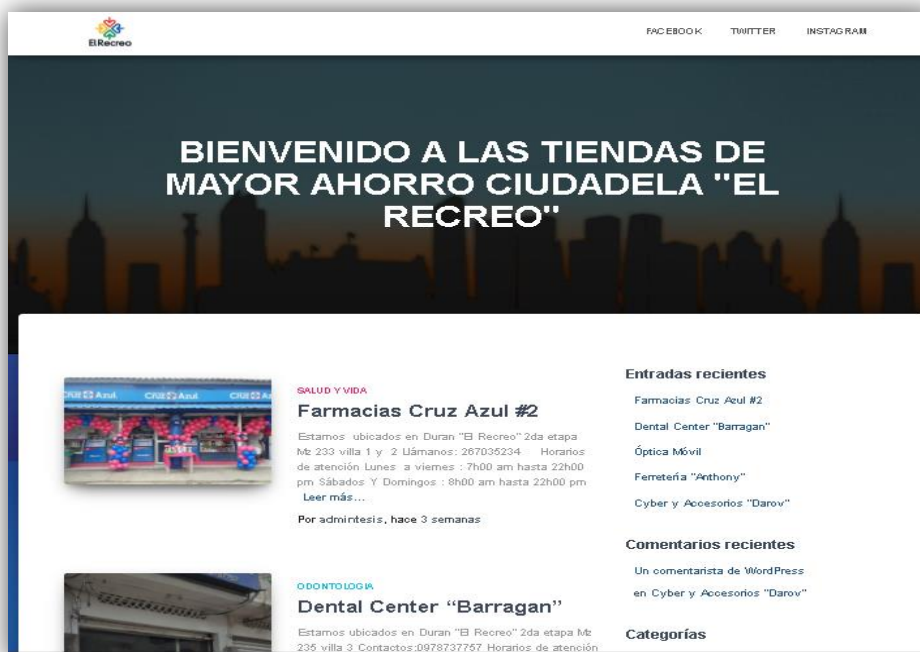 El Recreo
FACEBOOK TWITTER INSTAGRAM
BIENVENIDO A LAS TIENDAS DE
MAYOR AHORRO CIUDADELA "EL
RECREO"
Cruz Azul Cruz Azul
SALUD Y VIDA
Farmacias Cruz Azul #2
Estamos ubicados en Duran "El Recreo" 2da etapa
Mz 233 villa 1 y 2 Llámanos: 267035234 Horarios
de atención Lunes a viernes : 7h00 am hasta 22h00
pm Sábados Y Domingos : 8h00 am hasta 22h00 pm
Leer más…
Por admintesis, hace 3 semanas
ODONTOLOGIA
Dental Center “Barragan”
Estamos ubicados en Duran "El Recreo" 2da etapa Mz
235 villa 3 Contactos:0978737757 Horarios de atención
Entradas recientes
Farmacias Cruz Azul #2
Dental Center "Barragan"
Óptica Móvil
Ferretería "Anthony"
Cyber y Accesorios "Darov"
Comentarios recientes
Un comentarista de WordPress
en Cyber y Accesorios "Darov"
Categorías